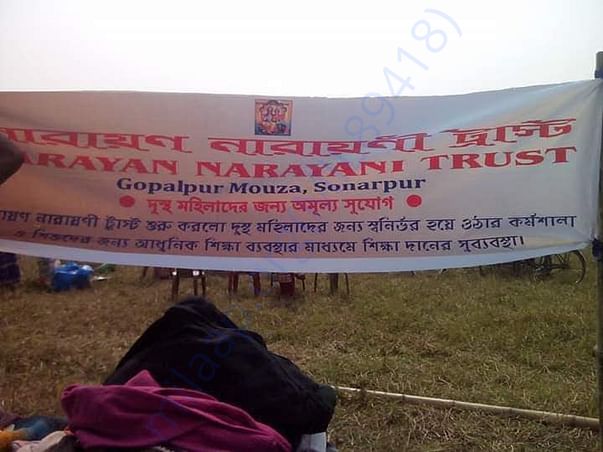 নারায়ণ নারায়ণী ট্রাস্ট
NARAYAN NARAYANI TRUST
Gopalpur Mouza, Sonarpur
দুস্থ মহিলাদের জন্য অমূল্য সুযোগ
নারায়ণ নারায়ণী ট্রাস্ট শুরু করলো দুস্থ মহিলাদের জন্য স্বনির্ভর হয়ে ওঠার কর্মশালা
ও শিশুদের জন্য আধুনিক শিক্ষা ব্যবস্থার মাধ্যমে শিক্ষা দানের সুব্যবস্থা।